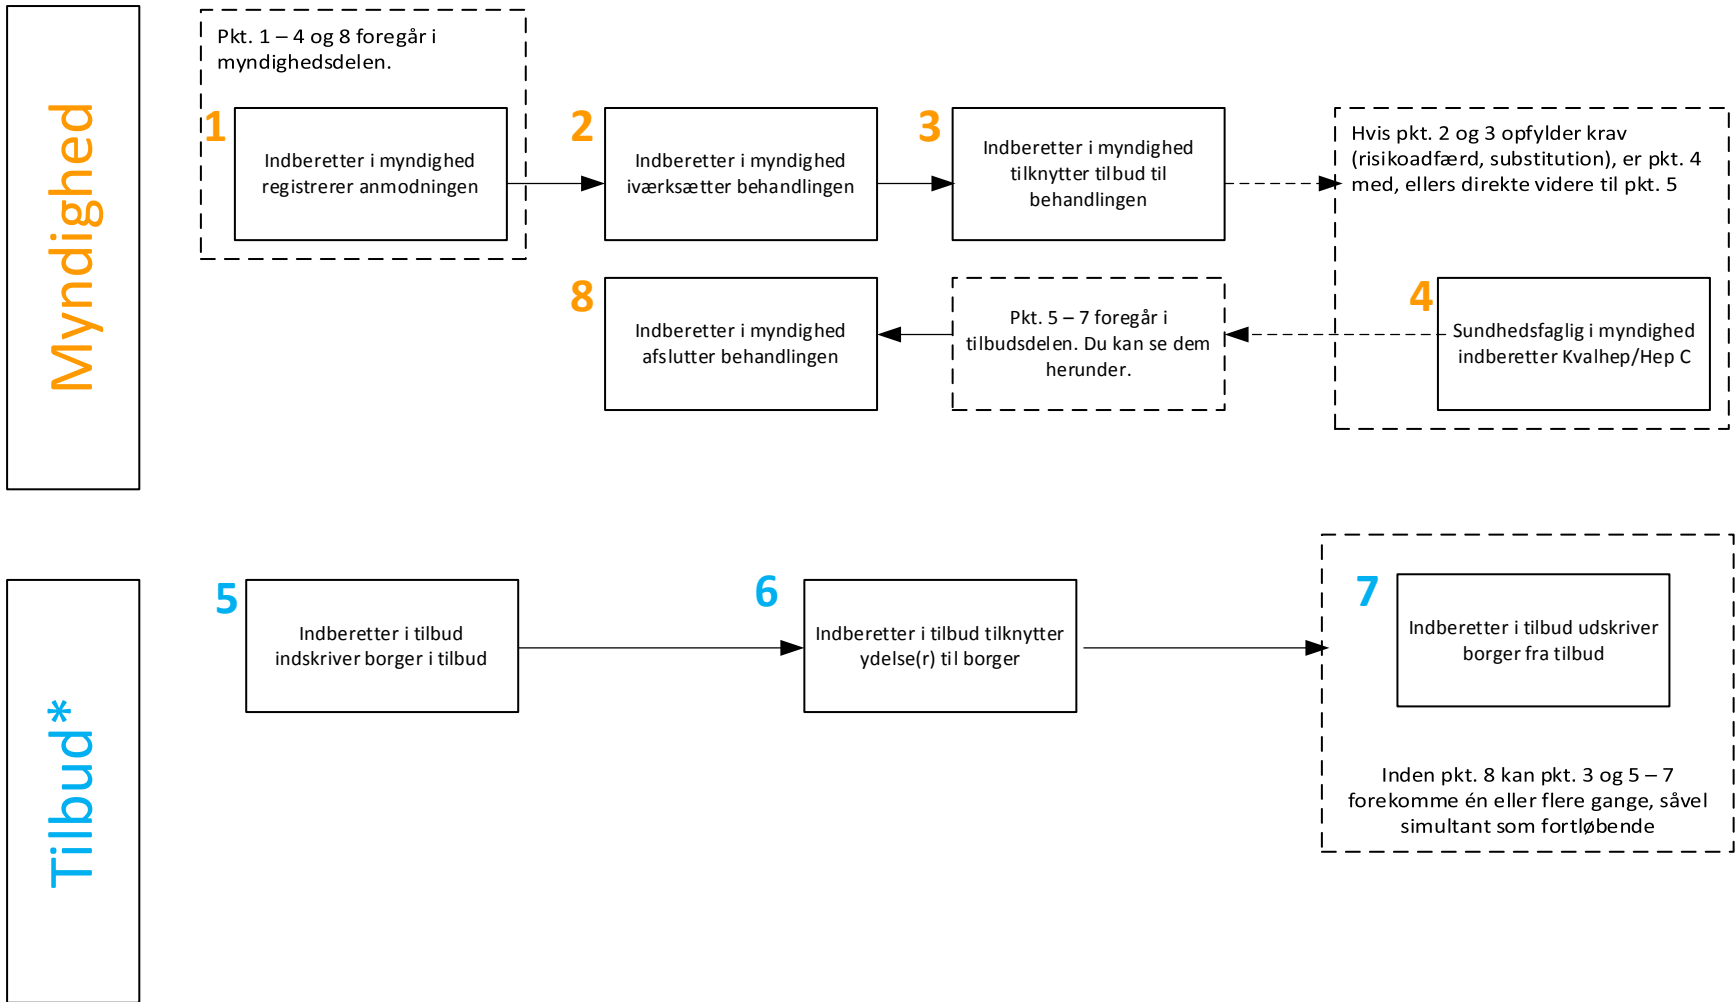 Myndighed
Pkt. 1 – 4 og 8 foregår i
myndighedsdelen.
1
Indberetter i myndighed
registrerer anmodningen
2
Indberetter i myndighed
iværksætter behandlingen
3
Indberetter i myndighed
tilknytter tilbud til
behandlingen
Hvis pkt. 2 og 3 opfylder krav
(risikoadfærd, substitution), er pkt. 4
med, ellers direkte videre til pkt. 5
4
Sundhedsfaglig i myndighed
indberetter Kvalhep/Hep C
Pkt. 5 – 7 foregår i
tilbudsdelen. Du kan se dem
herunder.
8
Indberetter i myndighed
afslutter behandlingen
Tilbud*
5
Indberetter i tilbud
indskriver borger i tilbud
6
Indberetter i tilbud tilknytter
ydelse(r) til borger
7
Indberetter i tilbud udskriver
borger fra tilbud
Inden pkt. 8 kan pkt. 3 og 5 – 7
forekomme én eller flere gange, såvel
simultant som fortløbende